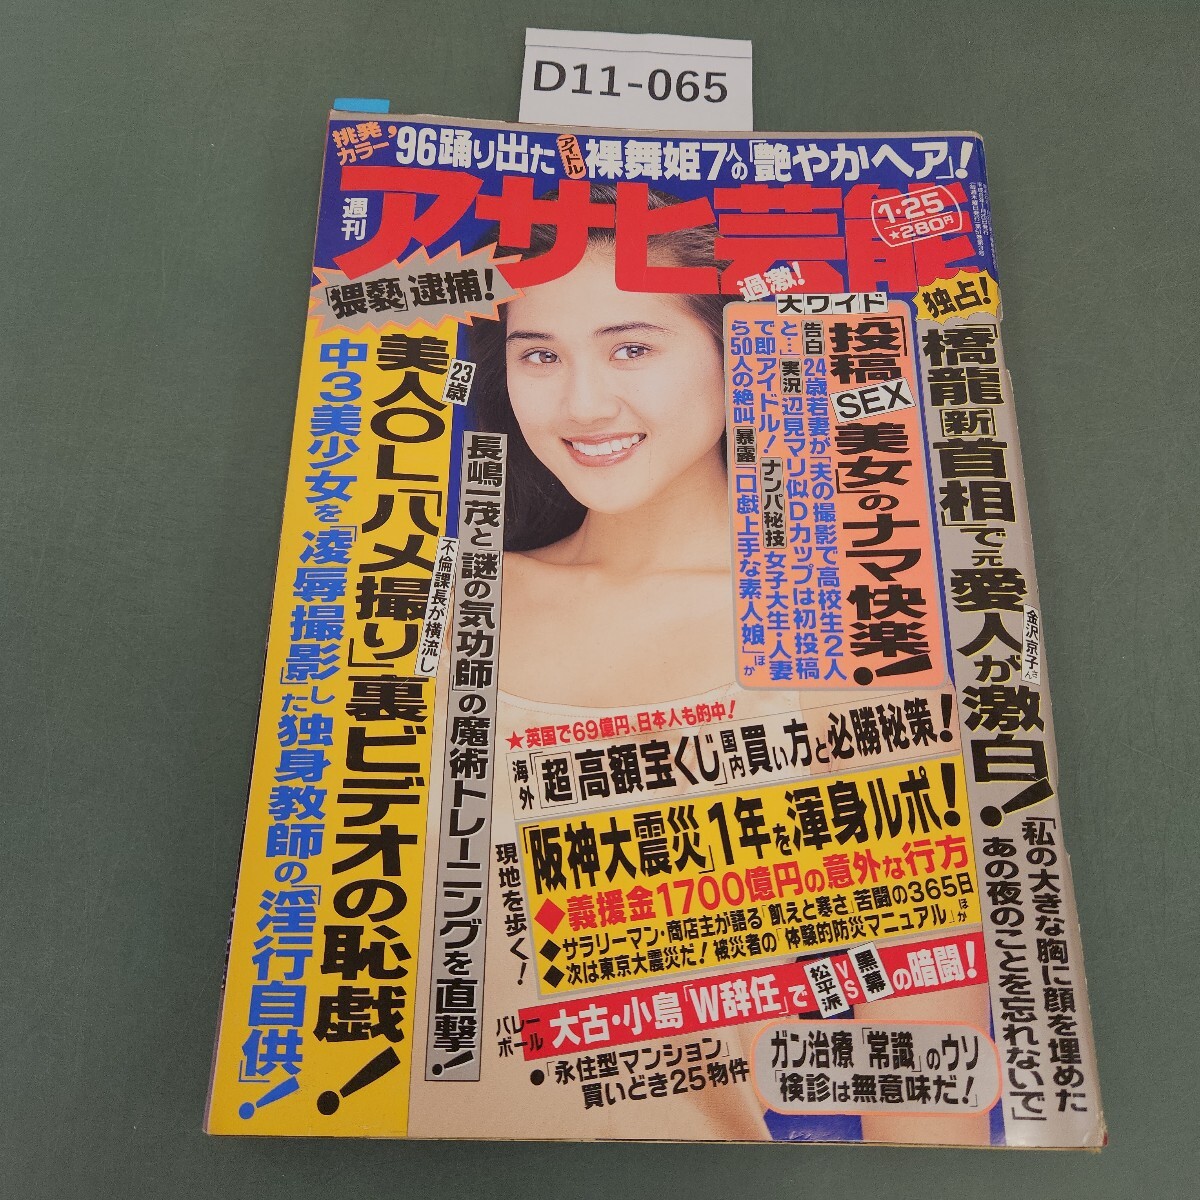 D11-065
挑発カラー
'96踊り出たアイドル裸舞姫7人の「艶やかヘア」!
週刊
アサヒ芸能
1・25
★280円
独占!
「橋龍[新]首相」で元愛人が激白!
金沢京子さん
「私の大きな胸に顔を埋めた
あの夜のことを忘れないで」
過激!
大ワイド
「投稿SEX美女」のナマ快楽!
告白 24歳若妻が「夫の撮影で高校生2人
と…」 実況 辺見マリ似Dカップは初投稿
で即アイドル! ナンパ秘技 女子大生・人妻
ら50人の絶叫 暴露 「口戯上手な素人娘」ほか
「猥褻」逮捕!
23歳
美人OL「ハメ撮り」裏ビデオの恥戯!
不倫課長が横流し
中3美少女を「凌辱撮影」した独身教師の「淫行自供」!
長嶋一茂と「謎の気功師」の魔術トレーニングを直撃!
★英国で69億円、日本人も的中!
海外「超高額宝くじ」国内買い方と必勝秘策!
現地を歩く!
「阪神大震災」1年を渾身ルポ!
◆義援金1700億円の意外な行方
◆サラリーマン・商店主が語る「飢えと寒さ」苦闘の365日
◆次は東京大震災だ!被災者の「体験的防災マニュアル」ほか
バレーボール
大古・小島「W辞任」で松平派VS黒幕の暗闘!
●「永住型マンション」
買いどき25物件
ガン治療「常識」のウソ
「検診は無意味だ!」